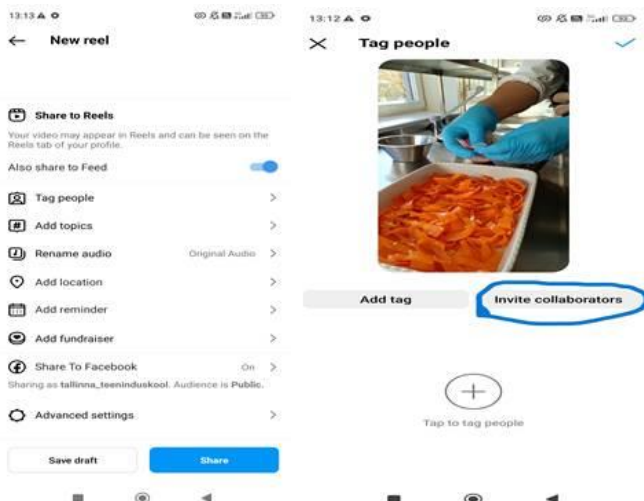 13:13
New reel
Share to Reels
Your video may appear in Reels and can be seen on the
Reels tab of your profile.
Also share to Feed
Tag people
Add topics
Rename audio Original Audio
Add location
Add reminder
Add fundraiser
Share To Facebook On
Sharing as tallinna_teeninduskool. Audience is Public.
Advanced settings
Save draft Share
13:12
Tag people
Add tag Invite collaborators
Tap to tag people